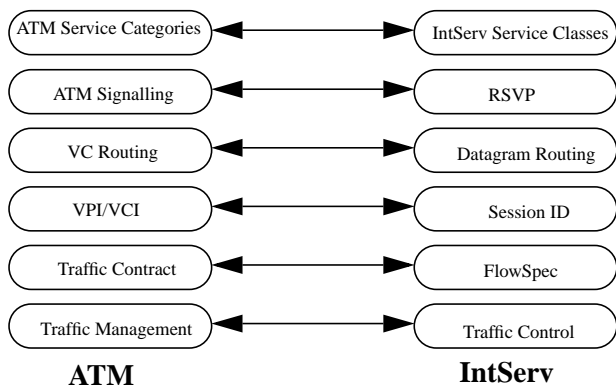 ATM Service Categories
IntServ Service Classes
ATM Signalling
RSVP
VC Routing
Datagram Routing
VPI/VCI
Session ID
Traffic Contract
FlowSpec
Traffic Management
Traffic Control
ATM
IntServ